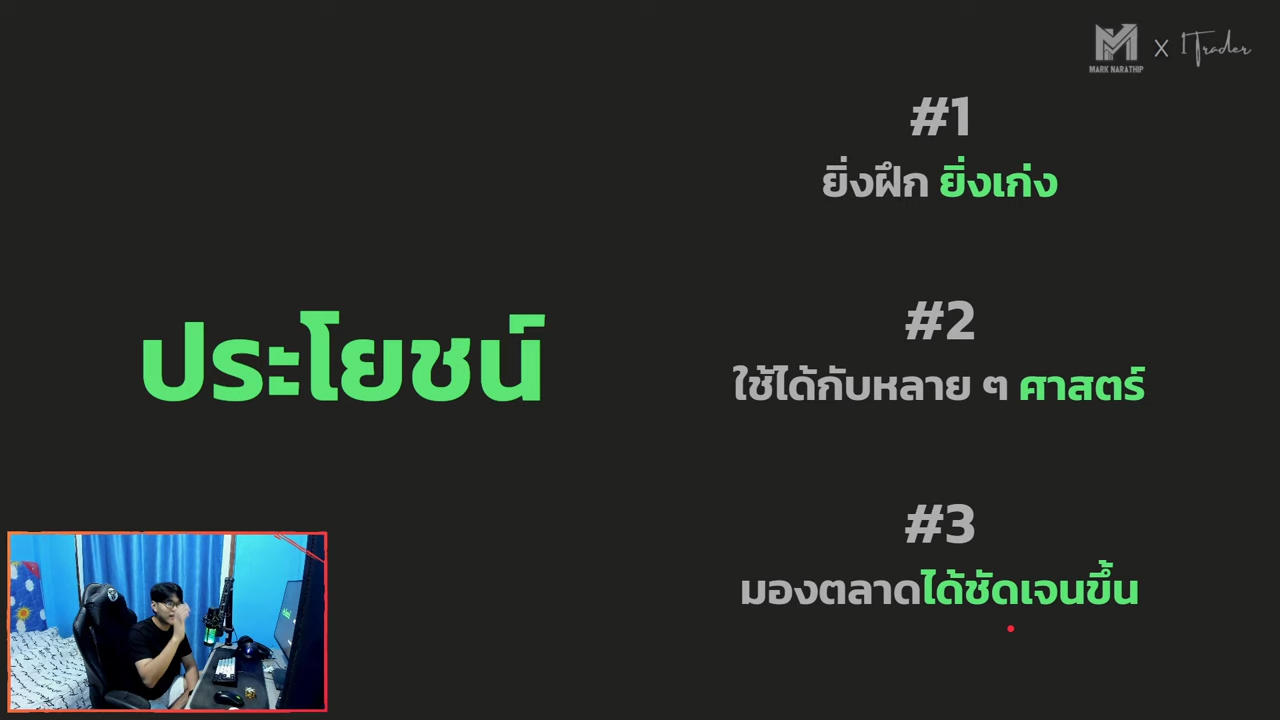 MARK NARATHIP
X 1Trader
ประโยชน์
#1
ยิ่งฝึก ยิ่งเก่ง
#2
ใช้ได้กับหลาย ๆ ศาสตร์
#3
มองตลาดได้ชัดเจนขึ้น